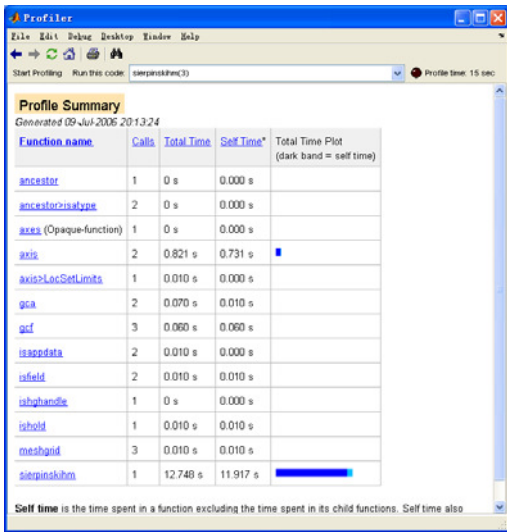 Profiler
File Edit Debug Desktop Window Help
Start Profiling Run this code: sierpinskihm(3) Profile time: 15 sec
Profile Summary
Generated 09-Jul-2006 20:13:24
Function name Calls Total Time Self Time* Total Time Plot
(dark band = self time)
ancestor 1 0 s 0.000 s
ancestor>isatype 2 0 s 0.000 s
axes (Opaque-function) 1 0 s 0.000 s
axis 2 0.821 s 0.731 s
axis>LocSetLimits 1 0.010 s 0.000 s
gca 2 0.070 s 0.010 s
gcf 3 0.060 s 0.060 s
isappdata 2 0.010 s 0.000 s
isfield 2 0.010 s 0.010 s
ishghandle 1 0 s 0.000 s
ishold 1 0.010 s 0.010 s
meshgrid 3 0.010 s 0.010 s
sierpinskihm 1 12.748 s 11.917 s
Self time is the time spent in a function excluding the time spent in its child functions. Self time also